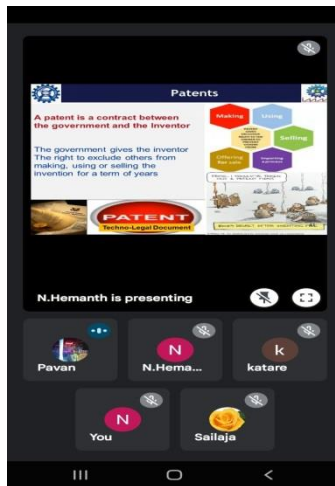 Patents
A patent is a contract between
the government and the Inventor
The government gives the inventor
The right to exclude others from
making, using or selling the
invention for a term of years
Making
Using
Selling
Offering
for sale
PATENT
Techno-Legal Document
N.Hemanth is presenting
Pavan
N
N.Hema...
k
katare
N
You
Sailaja